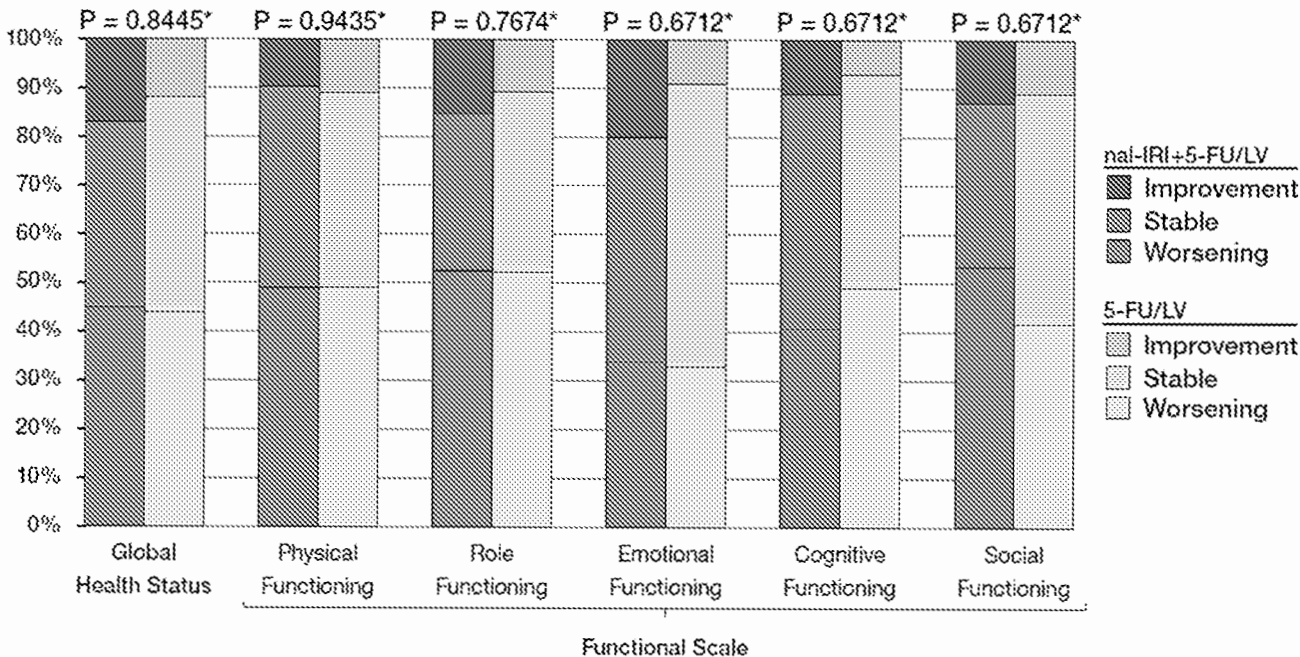 P = 0.8445* P = 0.9435* P = 0.7674* P = 0.6712* P = 0.6712* P = 0.6712*
100%
90%
80%
70%
60%
50%
40%
30%
20%
10%
0%
nal-IRI+5-FU/LV
Improvement
Stable
Worsening
5-FU/LV
Improvement
Stable
Worsening
Global Physical Role Emotional Cognitive Social
Health Status Functioning Functioning Functioning Functioning Functioning
Functional Scale